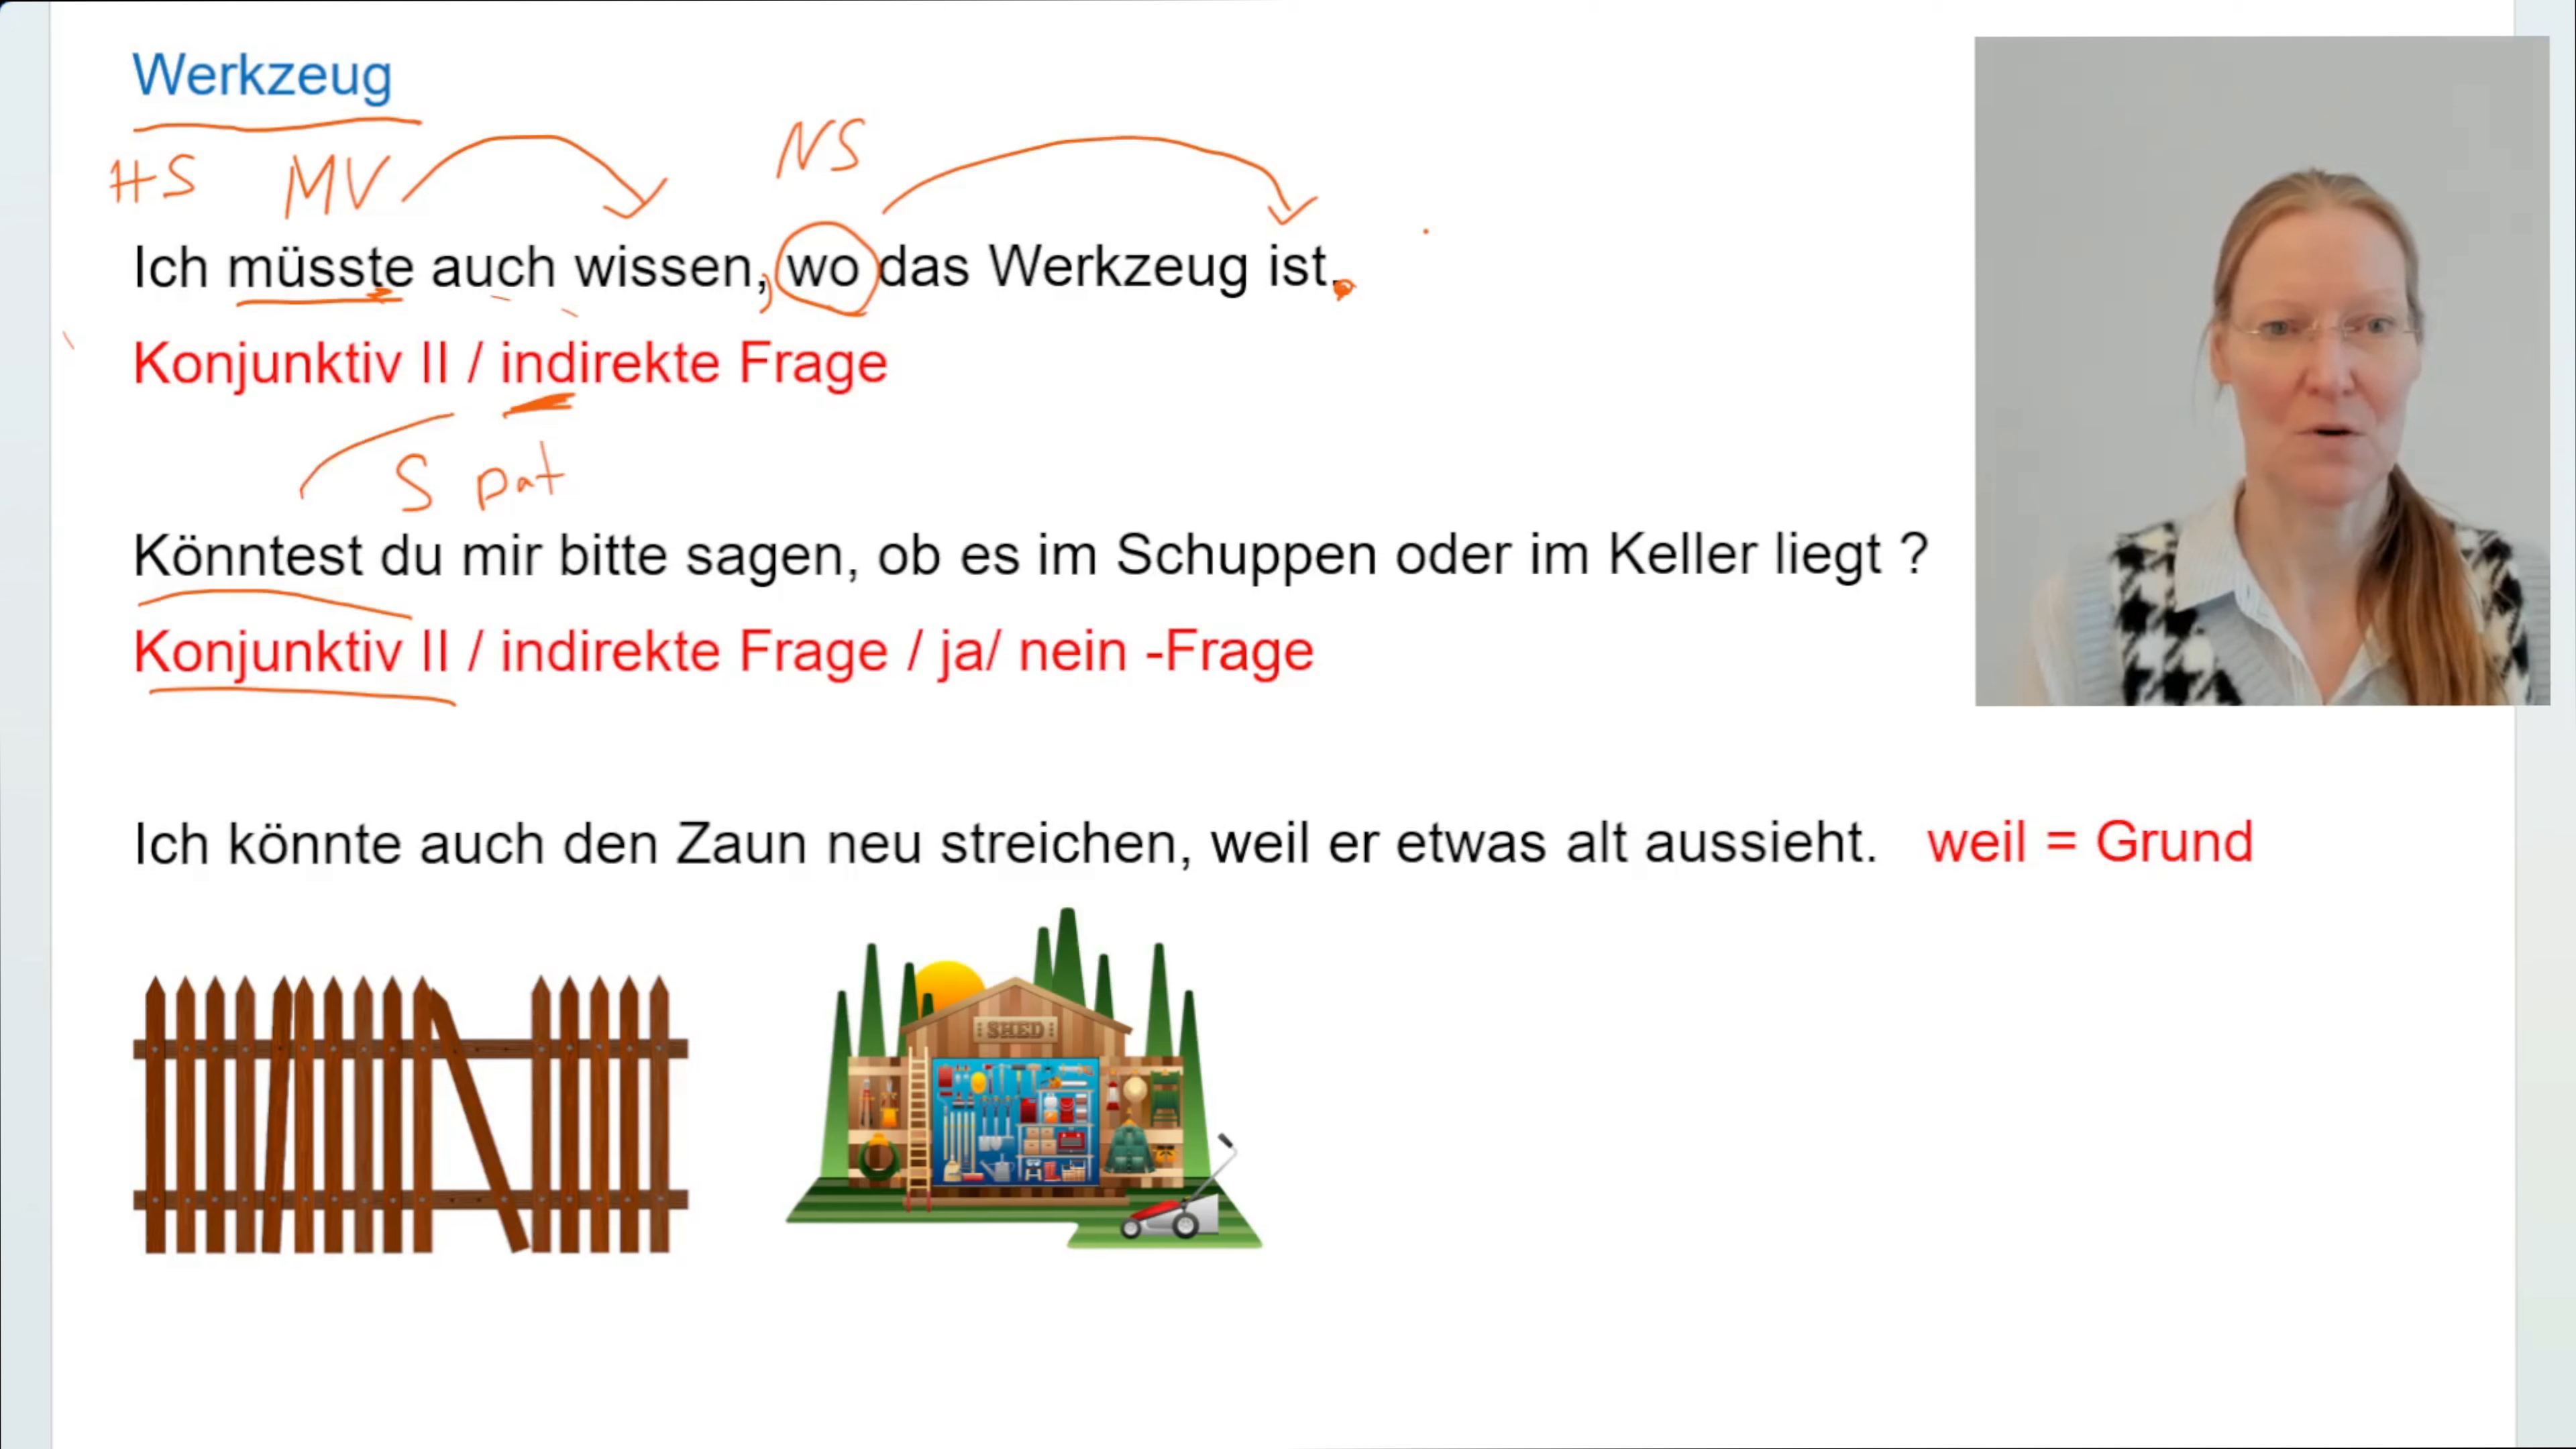 Werkzeug
HS MV NS
Ich müsste auch wissen, wo das Werkzeug ist.
Konjunktiv II / indirekte Frage
S Dat
Könntest du mir bitte sagen, ob es im Schuppen oder im Keller liegt ?
Konjunktiv II / indirekte Frage / ja/ nein -Frage
Ich könnte auch den Zaun neu streichen, weil er etwas alt aussieht. weil = Grund
SHED